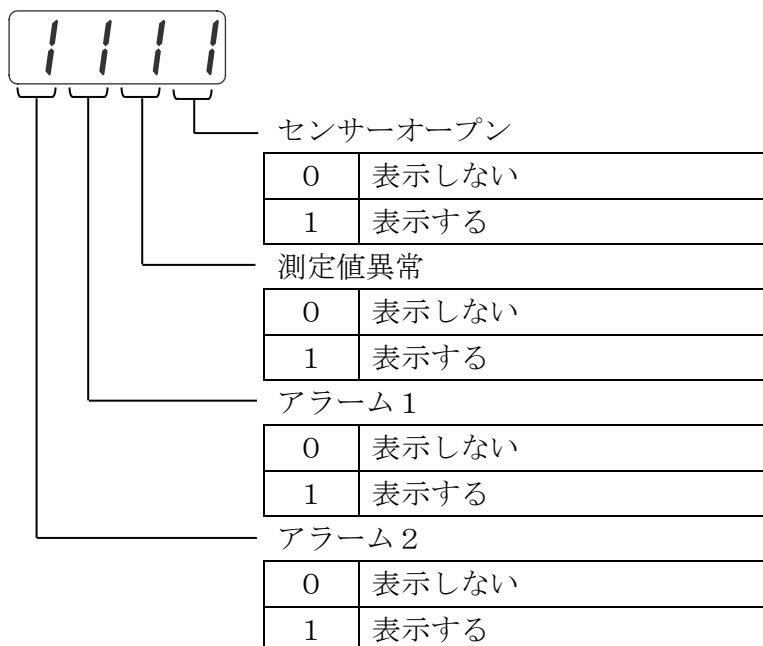 1111
センサーオープン
0 表示しない
1 表示する
測定値異常
0 表示しない
1 表示する
アラーム１
0 表示しない
1 表示する
アラーム２
0 表示しない
1 表示する